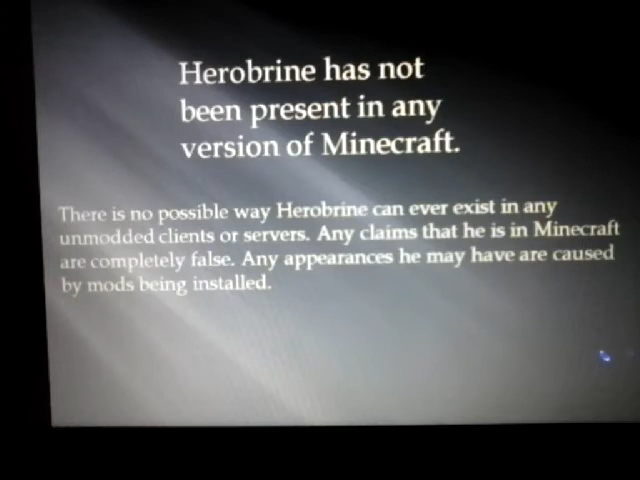 Herobrine has not
been present in any
version of Minecraft.
There is no possible way Herobrine can ever exist in any
unmodded clients or servers. Any claims that he is in Minecraft
are completely false. Any appearances he may have are caused
by mods being installed.